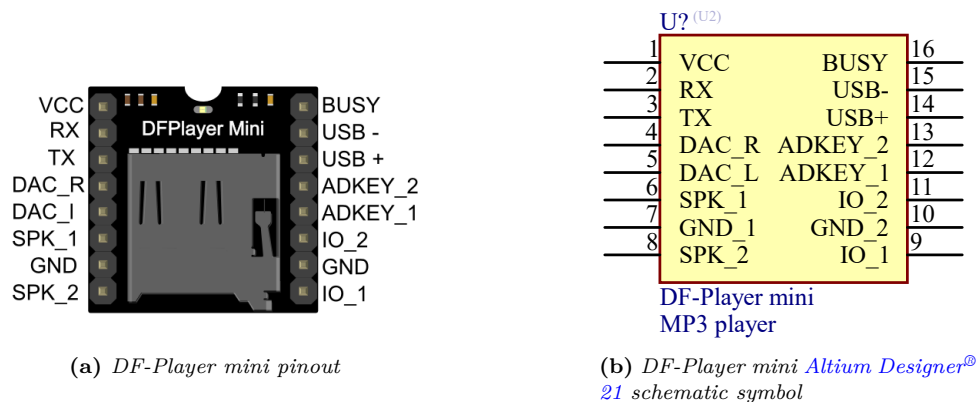 VCC
RX
TX
DAC_R
DAC_I
SPK_1
GND
SPK_2
DFPlayer Mini
BUSY
USB -
USB +
ADKEY_2
ADKEY_1
IO_2
GND
IO_1
(a) DF-Player mini pinout
U? (U2)
1 VCC BUSY 16
2 RX USB- 15
3 TX USB+ 14
4 DAC_R ADKEY_2 13
5 DAC_L ADKEY_1 12
6 SPK_1 IO_2 11
7 GND_1 GND_2 10
8 SPK_2 IO_1 9
DF-Player mini
MP3 player
(b) DF-Player mini Altium Designer®
21 schematic symbol